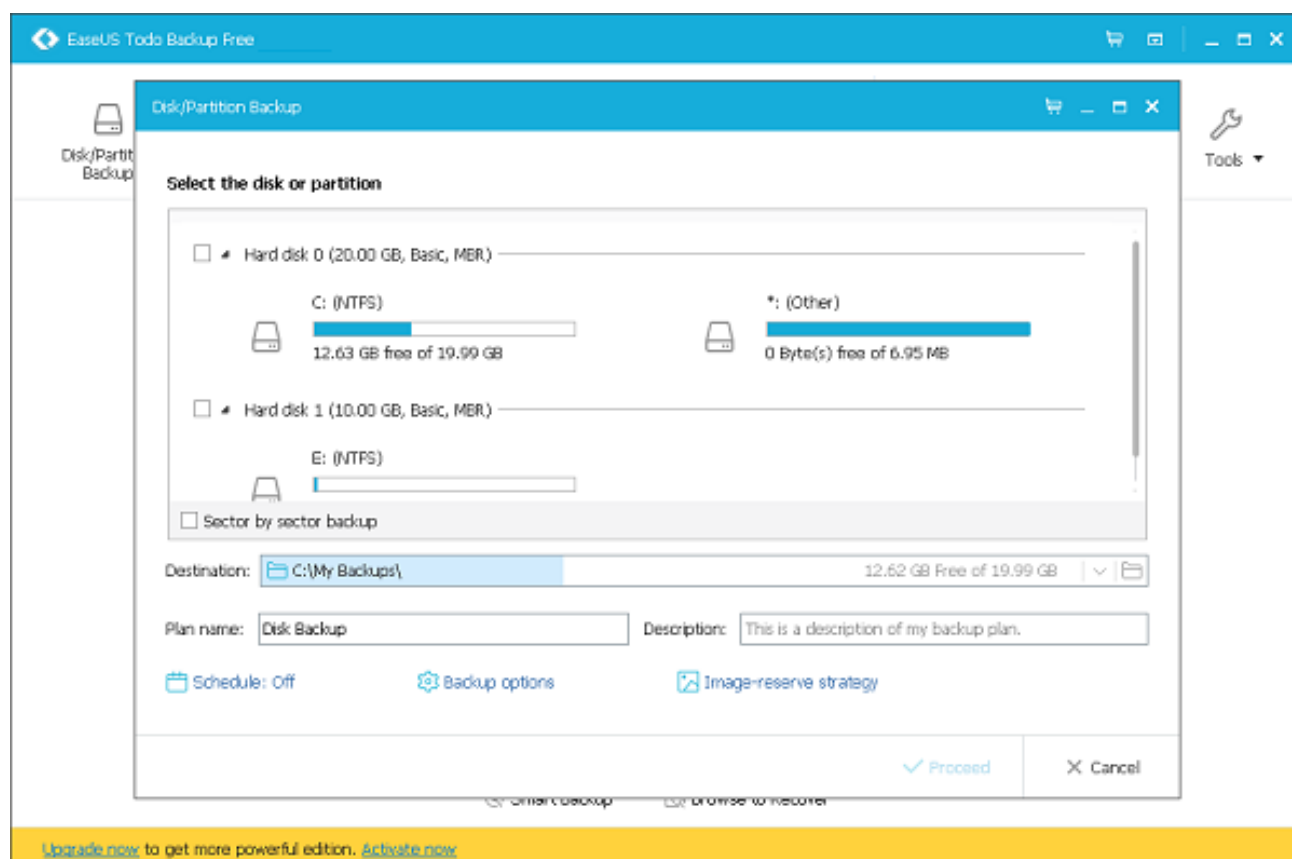 EaseUS Todo Backup Free
Disk/Partition Backup
Disk/Partit
Backup
Tools
Select the disk or partition
Hard disk 0 (20.00 GB, Basic, MBR)
C: (NTFS)
*: (Other)
12.63 GB free of 19.99 GB
0 Byte(s) free of 6.95 MB
Hard disk 1 (10.00 GB, Basic, MBR)
E: (NTFS)
Sector by sector backup
Destination: C:\My Backups\ 12.62 GB Free of 19.99 GB
Plan name: Disk Backup Description: This is a description of my backup plan.
Schedule: Off Backup options Image-reserve strategy
Proceed Cancel
Smart Backup Browse to Recover
Upgrade now to get more powerful edition. Activate now